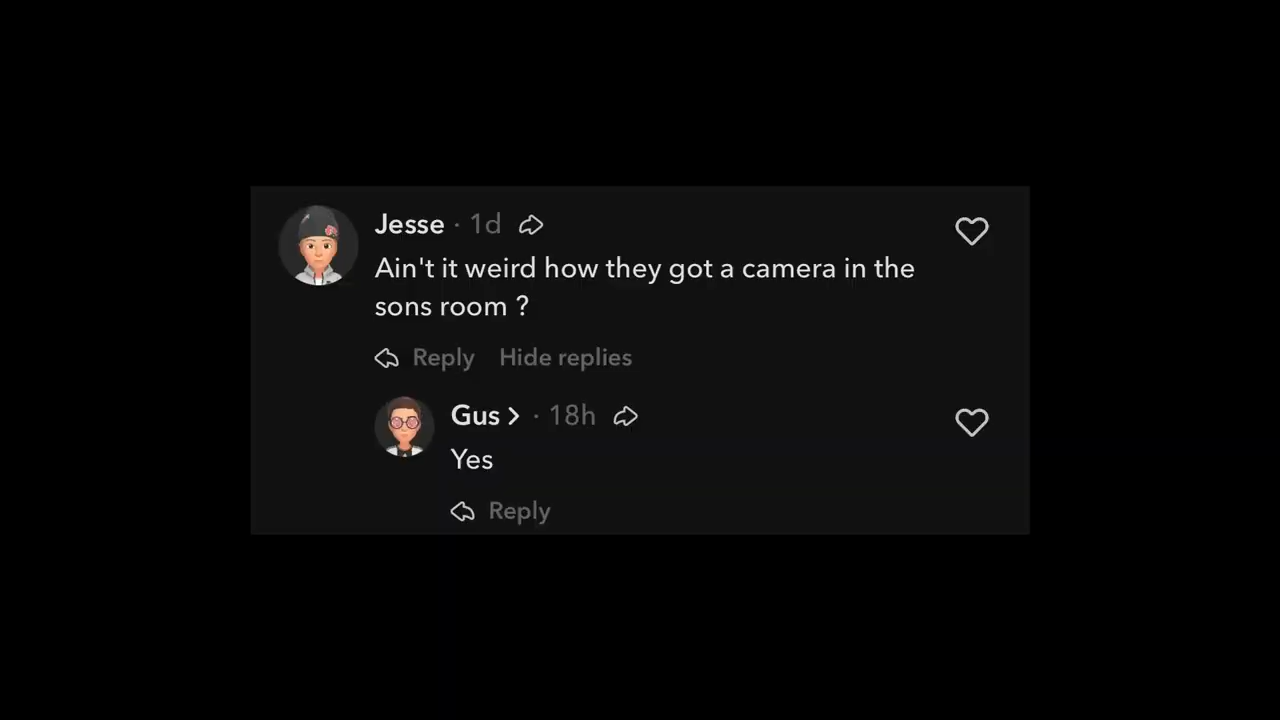 Jesse · 1d
Ain't it weird how they got a camera in the
sons room ?
Reply Hide replies
Gus > · 18h
Yes
Reply